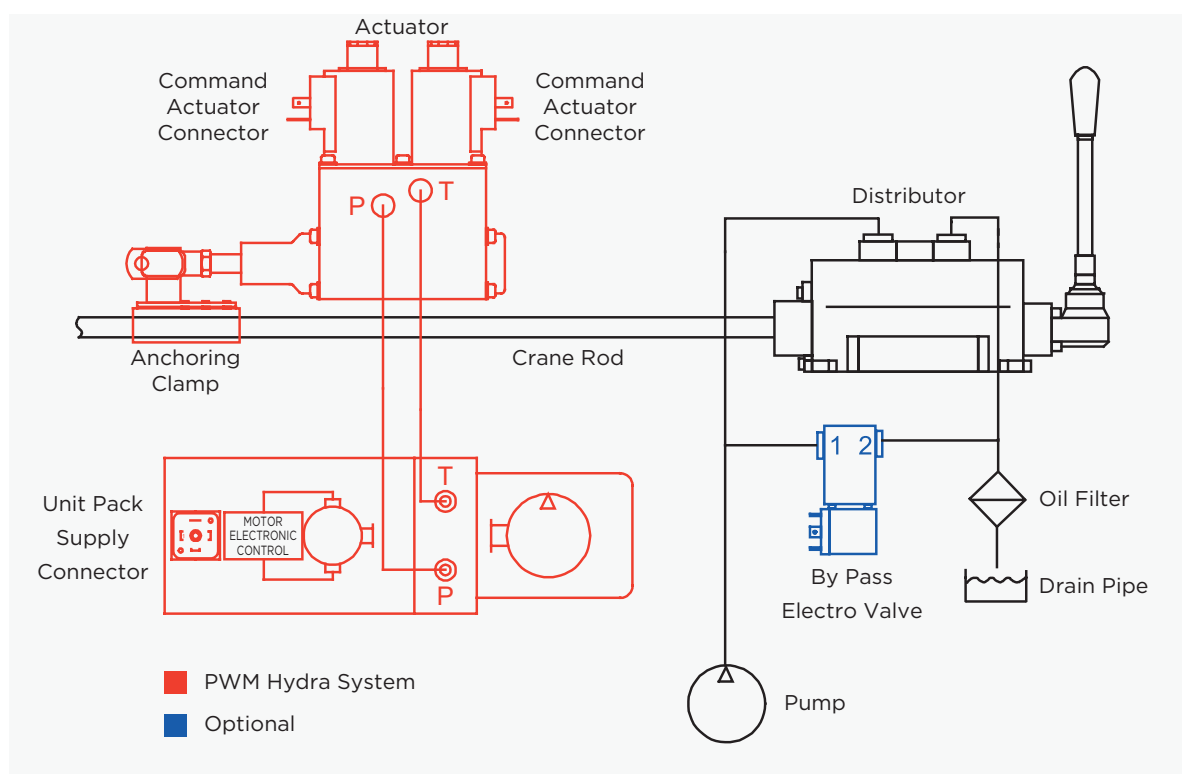 Actuator
Command
Actuator
Connector
Command
Actuator
Connector
P
T
Distributor
Anchoring
Clamp
Crane Rod
1 2
Unit Pack
Supply
Connector
MOTOR
ELECTRONIC
CONTROL
T
P
Oil Filter
By Pass
Electro Valve
Drain Pipe
PWM Hydra System
Optional
Pump